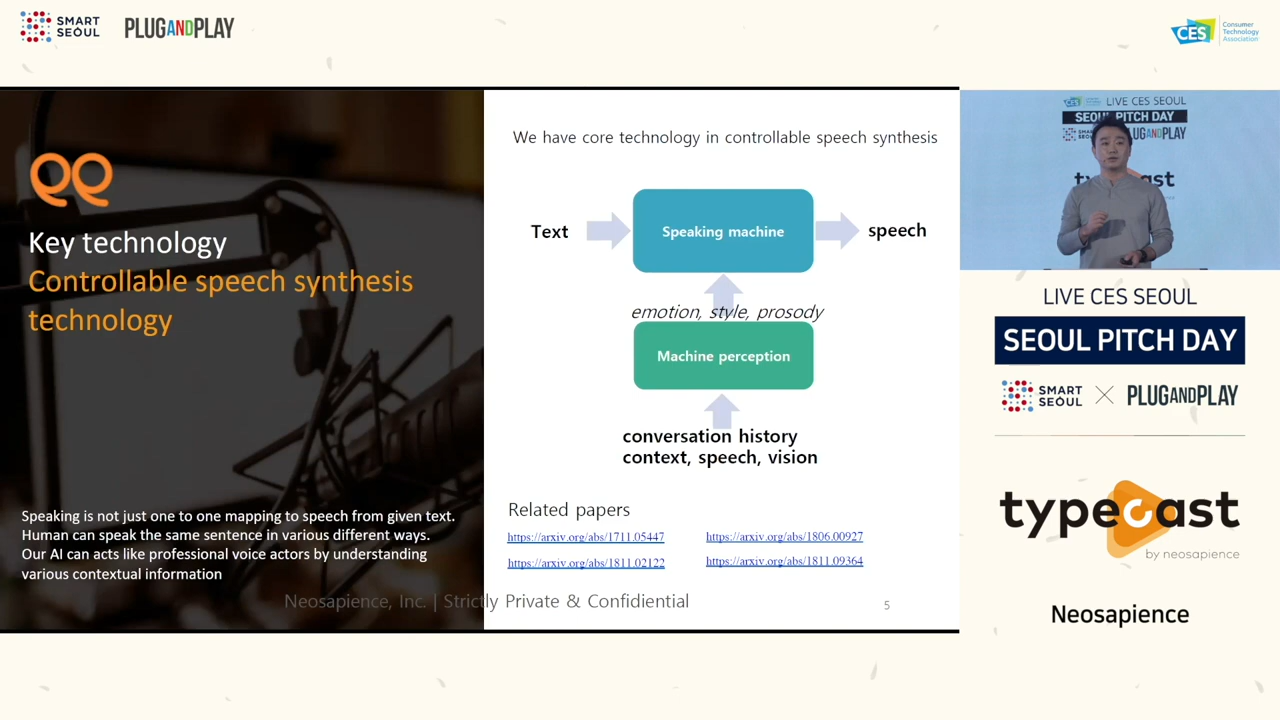 SMART
SEOUL
PLUGANDPLAY
CES
Consumer
Technology
Association
Key technology
Controllable speech synthesis
technology
Speaking is not just one to one mapping to speech from given text.
Human can speak the same sentence in various different ways.
Our AI can acts like professional voice actors by understanding
various contextual information
We have core technology in controllable speech synthesis
Text
Speaking machine
speech
emotion, style, prosody
Machine perception
conversation history
context, speech, vision
Related papers
https://arxiv.org/abs/1711.05447
https://arxiv.org/abs/1806.00927
https://arxiv.org/abs/1811.02122
https://arxiv.org/abs/1811.09364
Neosapience, Inc. | Strictly Private & Confidiential
5
LIVE CES SEOUL
SEOUL PITCH DAY
LIVE CES SEOUL
SEOUL PITCH DAY
SMART
SEOUL
PLUGANDPLAY
typecast
by neosapience
Neosapience